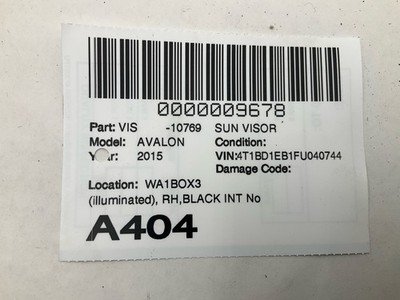 0000009678
Part: VIS -10769 SUN VISOR
Model: AVALON Condition:
Year: 2015 VIN:4T1BD1EB1FU040744
Damage Code:
Location: WA1BOX3
(illuminated), RH,BLACK INT No
A404